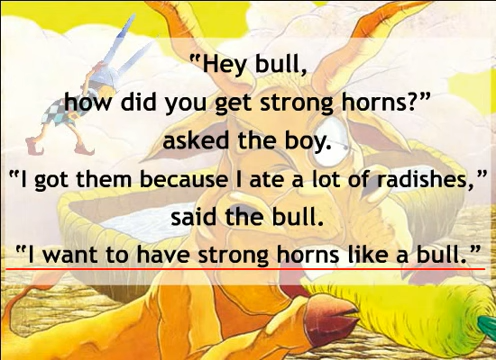 “Hey bull,
how did you get strong horns?”
asked the boy.
“I got them because I ate a lot of radishes,”
said the bull.
“I want to have strong horns like a bull.”